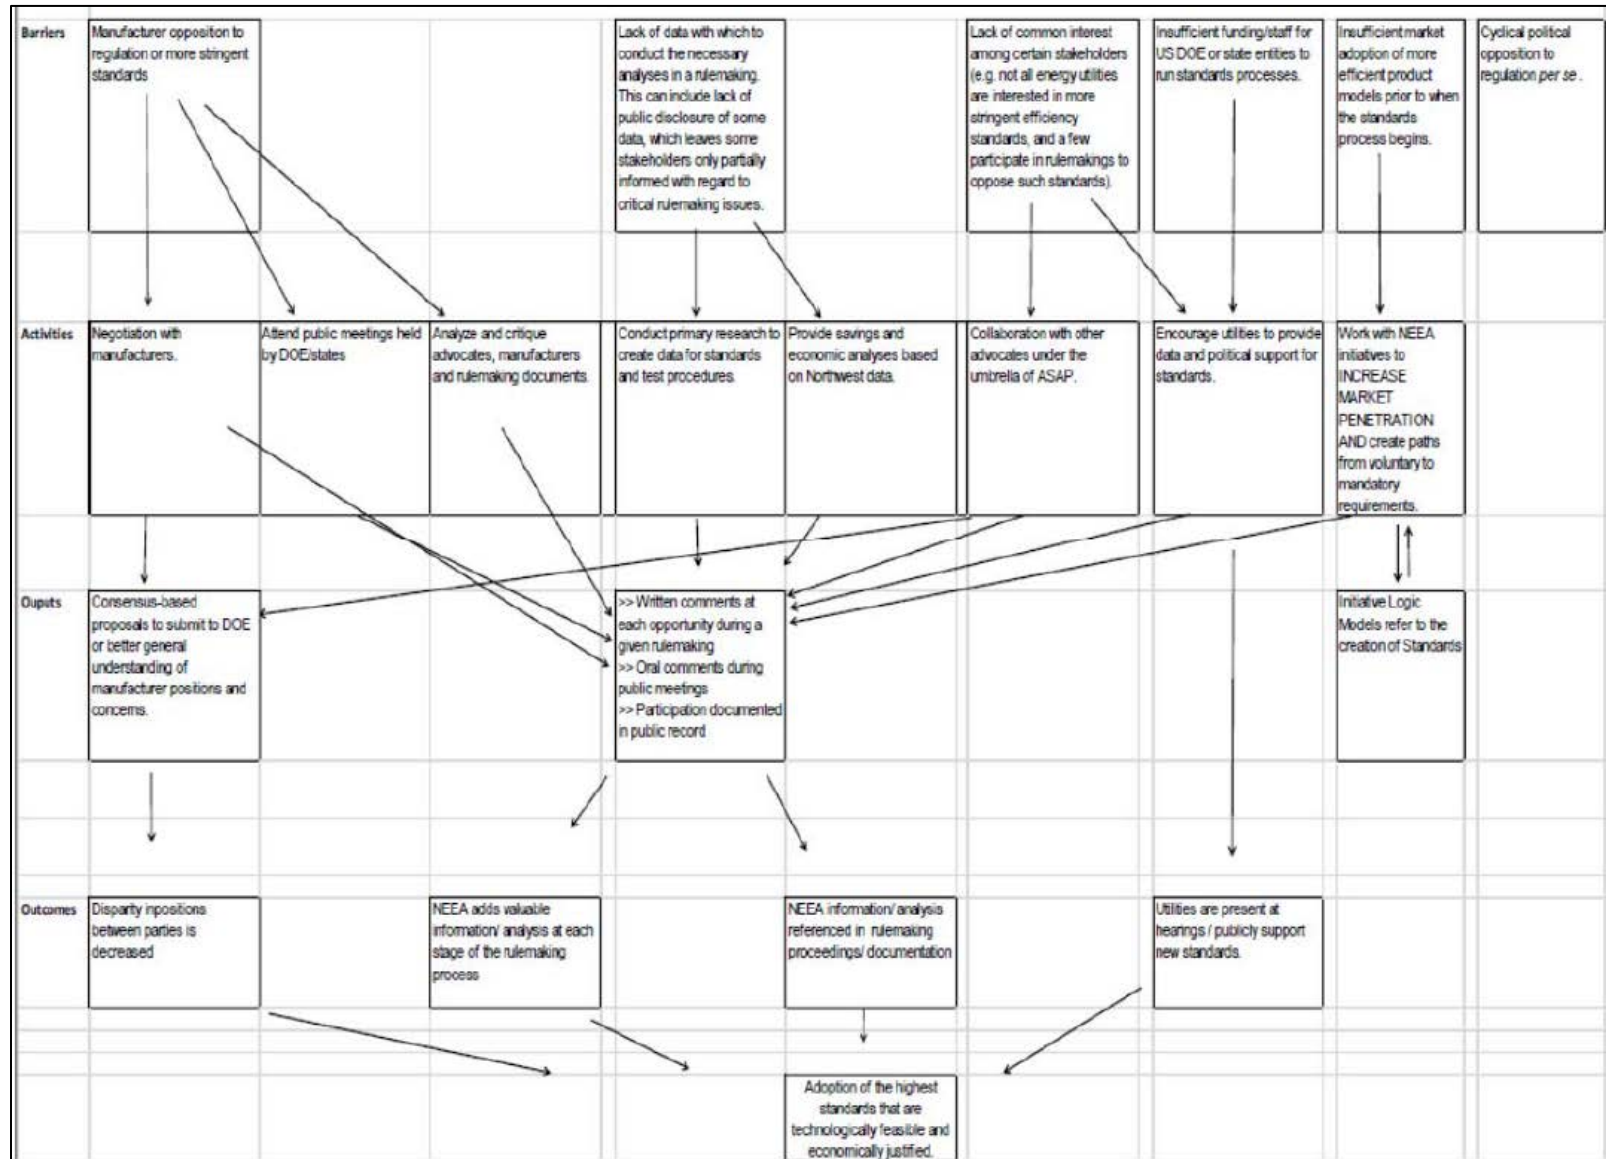 Barriers
Manufacturer opposition to
regulation or more stringent
standards
Lack of data with which to
conduct the necessary
analyses in a rulemaking.
This can include lack of
public disclosure of some
data, which leaves some
stakeholders only partially
informed with regard to
critical rulemaking issues.
Lack of common interest
among certain stakeholders
(e.g. not all energy utilities
are interested in more
stringent efficiency
standards, and a few
participate in rulemakings to
oppose such standards).
Insufficient funding/staff for
US DOE or state entities to
run standards processes.
Insufficient market
adoption of more
efficient product
models prior to when
the standards
process begins.
Cyclical political
opposition to
regulation per se .
Activities
Negotiation with
manufacturers.
Attend public meetings held
by DOE/states
Analyze and critique
advocates, manufacturers
and rulemaking documents.
Conduct primary research to
create data for standards
and test procedures.
Provide savings and
economic analyses based
on Northwest data.
Collaboration with other
advocates under the
umbrella of ASAP.
Encourage utilities to provide
data and political support for
standards.
Work with NEEA
initiatives to
INCREASE
MARKET
PENETRATION
AND create paths
from voluntary to
mandatory
requirements.
Ouputs
Consensus-based
proposals to submit to DOE
or better general
understanding of
manufacturer positions and
concerns.
>> Written comments at
each opportunity during a
given rulemaking
>> Oral comments during
public meetings
>> Participation documented
in public record
Initiative Logic
Models refer to the
creation of Standards
Outcomes
Disparty inpositions
between parties is
decreased
NEEA adds valuable
information/ analysis at each
stage of the rulemaking
process
NEEA information/ analysis
referenced in rulemaking
proceedings/ documentation
Utilities are present at
hearings / publicly support
new standards.
Adoption of the highest
standards that are
technologically feasible and
economically justified.